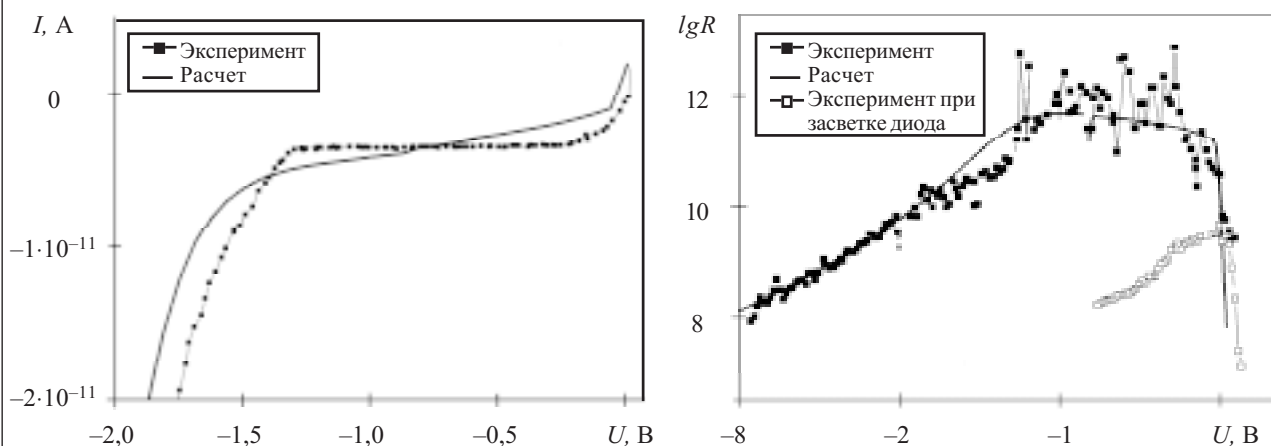 I, А
Эксперимент
Расчет
0
–1·10⁻¹¹
–2·10⁻¹¹
–2,0
–1,5
–1,0
–0,5
U, В
lgR
Эксперимент
Расчет
Эксперимент при
засветке диода
12
10
8
–8
–2
–1
U, В